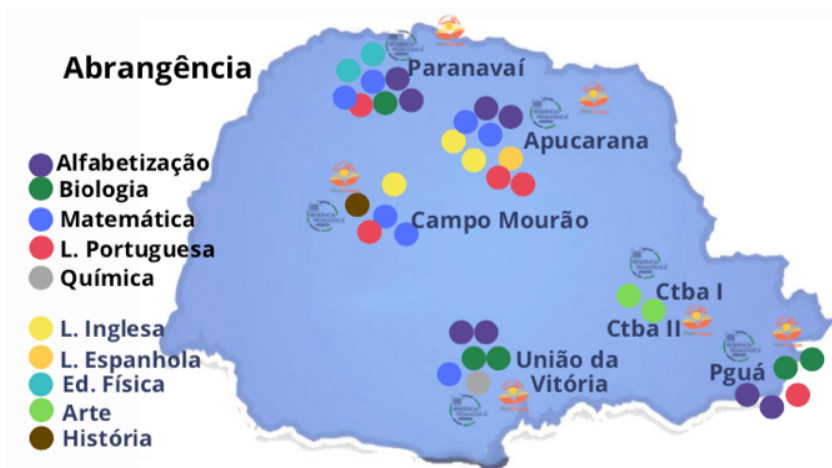 Abrangência
Paranavaí
Apucarana
Alfabetização
Biologia
Matemática
L. Portuguesa
Química
Campo Mourão
L. Inglesa
L. Espanhola
Ed. Física
Arte
História
Ctba I
Ctba II
União da
Vitória
Pguá